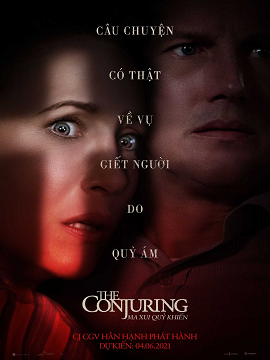 CÂU CHUYỆN
CÓ THẬT
VỀ VỤ
GIẾT NGƯỜI
DO
QUỶ ÁM
THE
CONJURING
MA XUI QUỶ KHIẾN
CJ CGV HÂN HẠNH PHÁT HÀNH
DỰ KIẾN: 04.06.2021